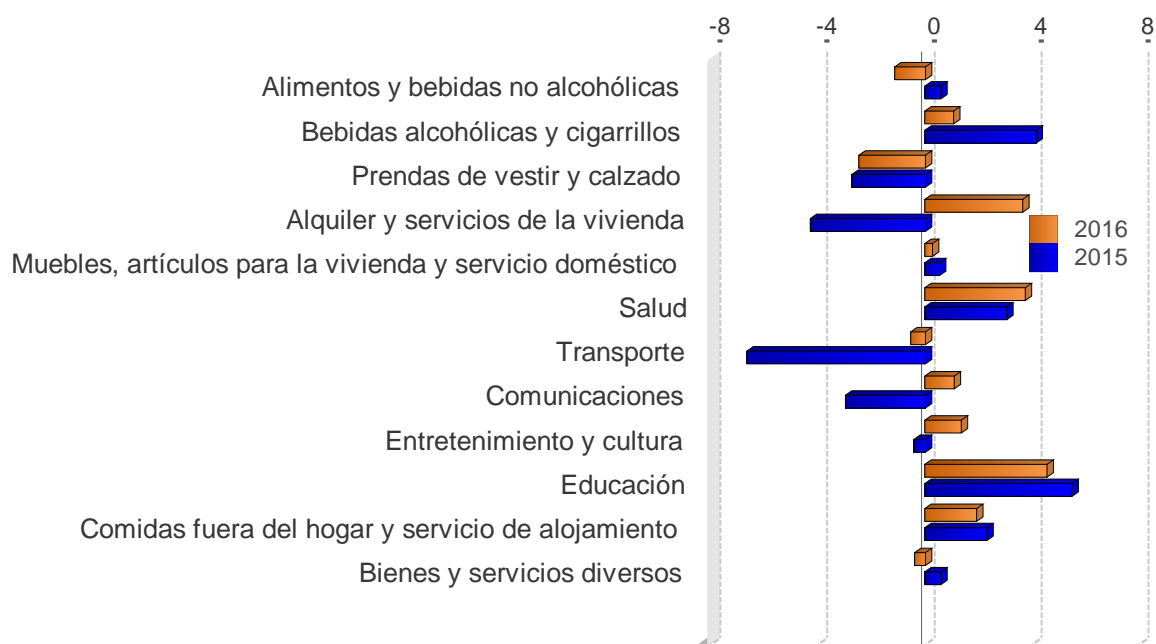 -8 -4 0 4 8
Alimentos y bebidas no alcohólicas
Bebidas alcohólicas y cigarrillos
Prendas de vestir y calzado
Alquiler y servicios de la vivienda
2016
2015
Muebles, artículos para la vivienda y servicio doméstico
Salud
Transporte
Comunicaciones
Entretenimiento y cultura
Educación
Comidas fuera del hogar y servicio de alojamiento
Bienes y servicios diversos